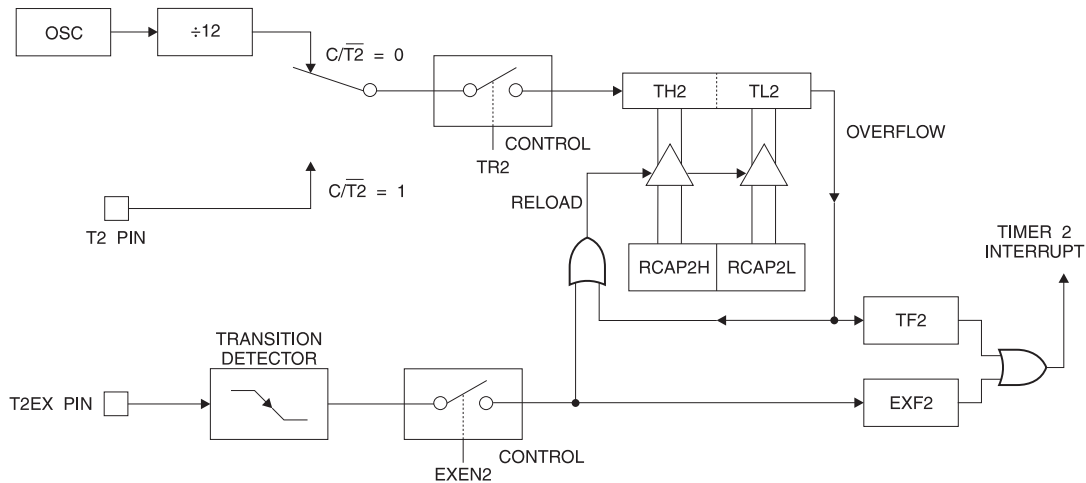 OSC
÷12
C/T2̅ = 0
TH2
TL2
OVERFLOW
CONTROL
TR2
C/T2̅ = 1
T2 PIN
RELOAD
RCAP2H
RCAP2L
TIMER 2
INTERRUPT
TF2
TRANSITION
DETECTOR
T2EX PIN
EXF2
CONTROL
EXEN2